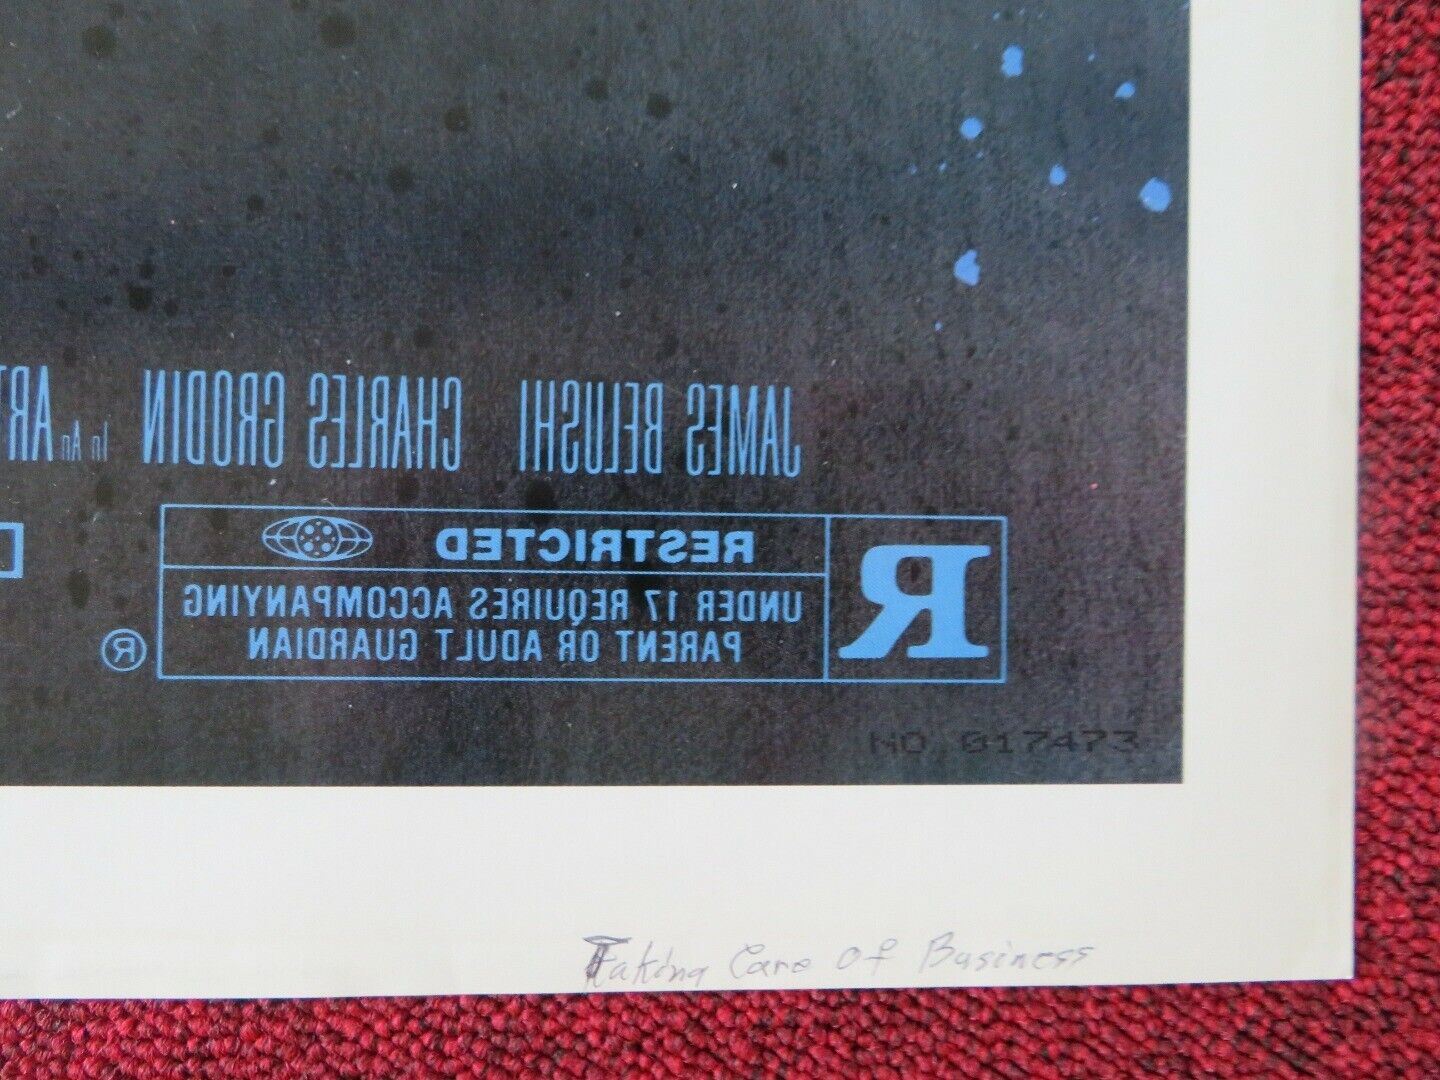 JAMES BELUSHI CHARLES GRODIN In An ART
R RESTRICTED
UNDER 17 REQUIRES ACCOMPANYING
PARENT OR ADULT GUARDIAN
®
NO. 017473
Taking Care Of Business